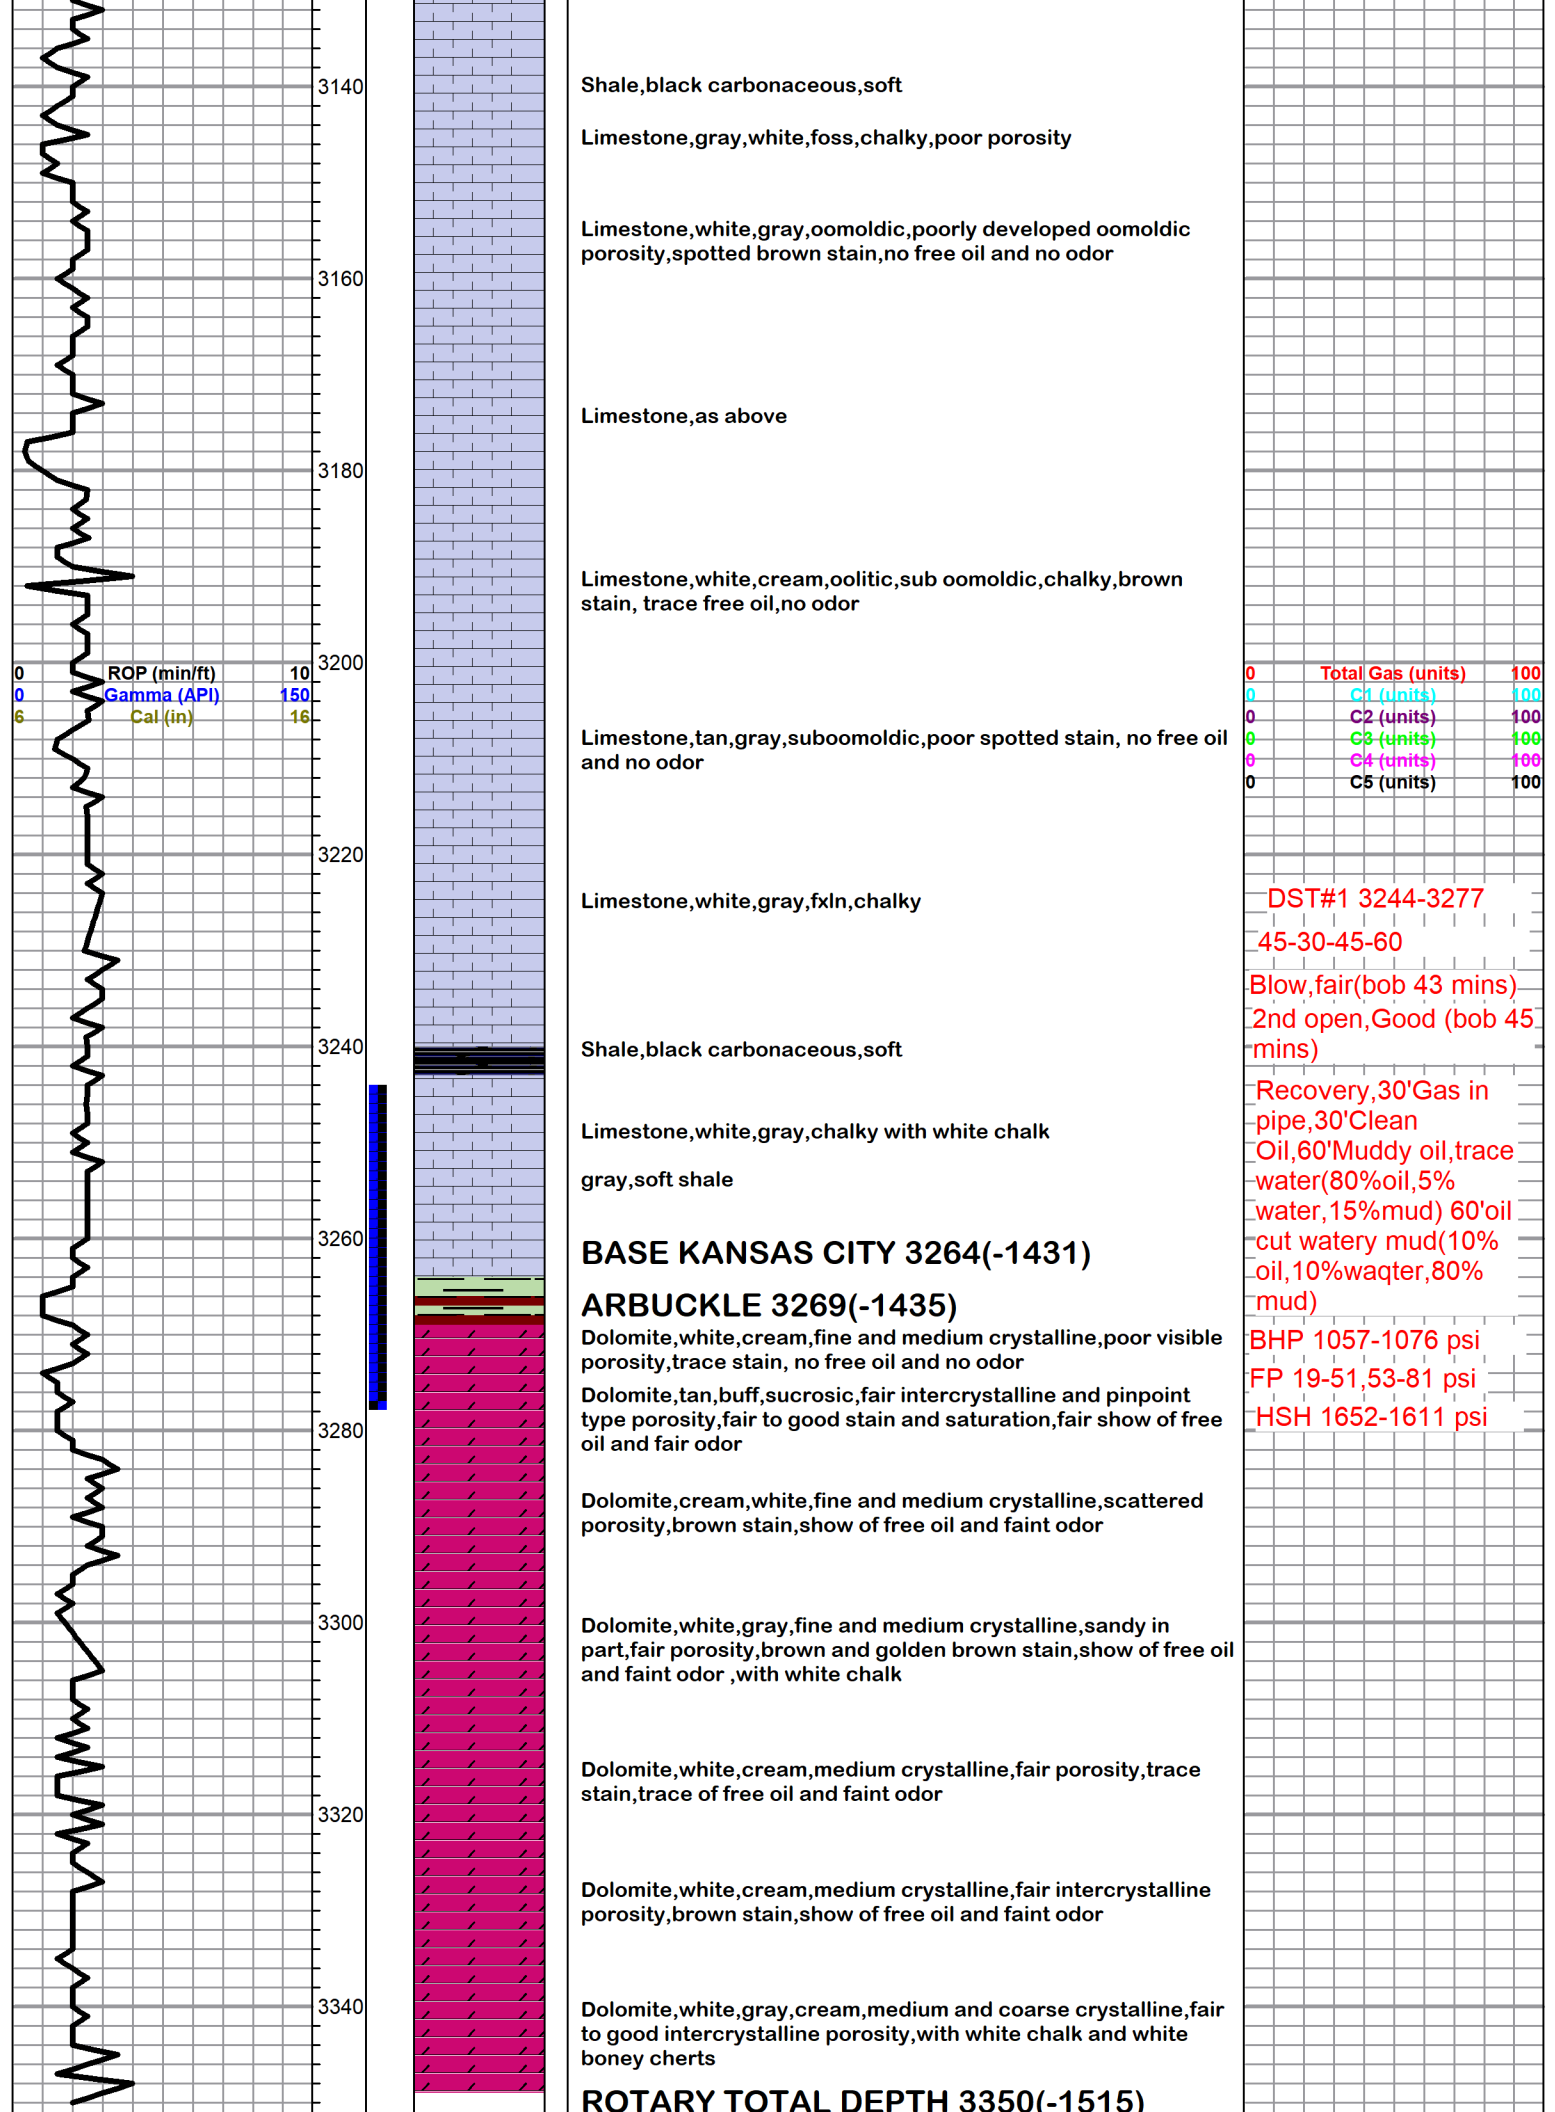 3140
Shale,black carbonaceous,soft
Limestone,gray,white,foss,chalky,poor porosity
Limestone,white,gray,oomoldic,poorly developed oomoldic
porosity,spotted brown stain,no free oil and no odor
3160
Limestone,as above
3180
Limestone,white,cream,oolitic,sub oomoldic,chalky,brown
stain, trace free oil,no odor
3200
0 ROP (min/ft) 10
0 Gamma (API) 150
6 Cal (in) 16
0 Total Gas (units) 100
0 C1 (units) 100
0 C2 (units) 100
0 C3 (units) 100
0 C4 (units) 100
0 C5 (units) 100
Limestone,tan,gray,suboomoldic,poor spotted stain, no free oil
and no odor
3220
Limestone,white,gray,fxln,chalky
DST#1 3244-3277
45-30-45-60
Blow,fair(bob 43 mins)
2nd open,Good (bob 45
mins)
3240
Shale,black carbonaceous,soft
Recovery,30'Gas in
pipe,30'Clean
Oil,60'Muddy oil,trace
water(80%oil,5%
water,15%mud) 60'oil
cut watery mud(10%
oil,10%waqter,80%
mud)
Limestone,white,gray,chalky with white chalk
gray,soft shale
3260
BASE KANSAS CITY 3264(-1431)
ARBUCKLE 3269(-1435)
Dolomite,white,cream,fine and medium crystalline,poor visible
porosity,trace stain, no free oil and no odor
BHP 1057-1076 psi
FP 19-51,53-81 psi
HSH 1652-1611 psi
Dolomite,tan,buff,sucrosic,fair intercrystalline and pinpoint
type porosity,fair to good stain and saturation,fair show of free
oil and fair odor
3280
Dolomite,cream,white,fine and medium crystalline,scattered
porosity,brown stain,show of free oil and faint odor
3300
Dolomite,white,gray,fine and medium crystalline,sandy in
part,fair porosity,brown and golden brown stain,show of free oil
and faint odor ,with white chalk
Dolomite,white,cream,medium crystalline,fair porosity,trace
stain,trace of free oil and faint odor
3320
Dolomite,white,cream,medium crystalline,fair intercrystalline
porosity,brown stain,show of free oil and faint odor
3340
Dolomite,white,gray,cream,medium and coarse crystalline,fair
to good intercrystalline porosity,with white chalk and white
boney cherts
ROTARY TOTAL DEPTH 3350(-1515)